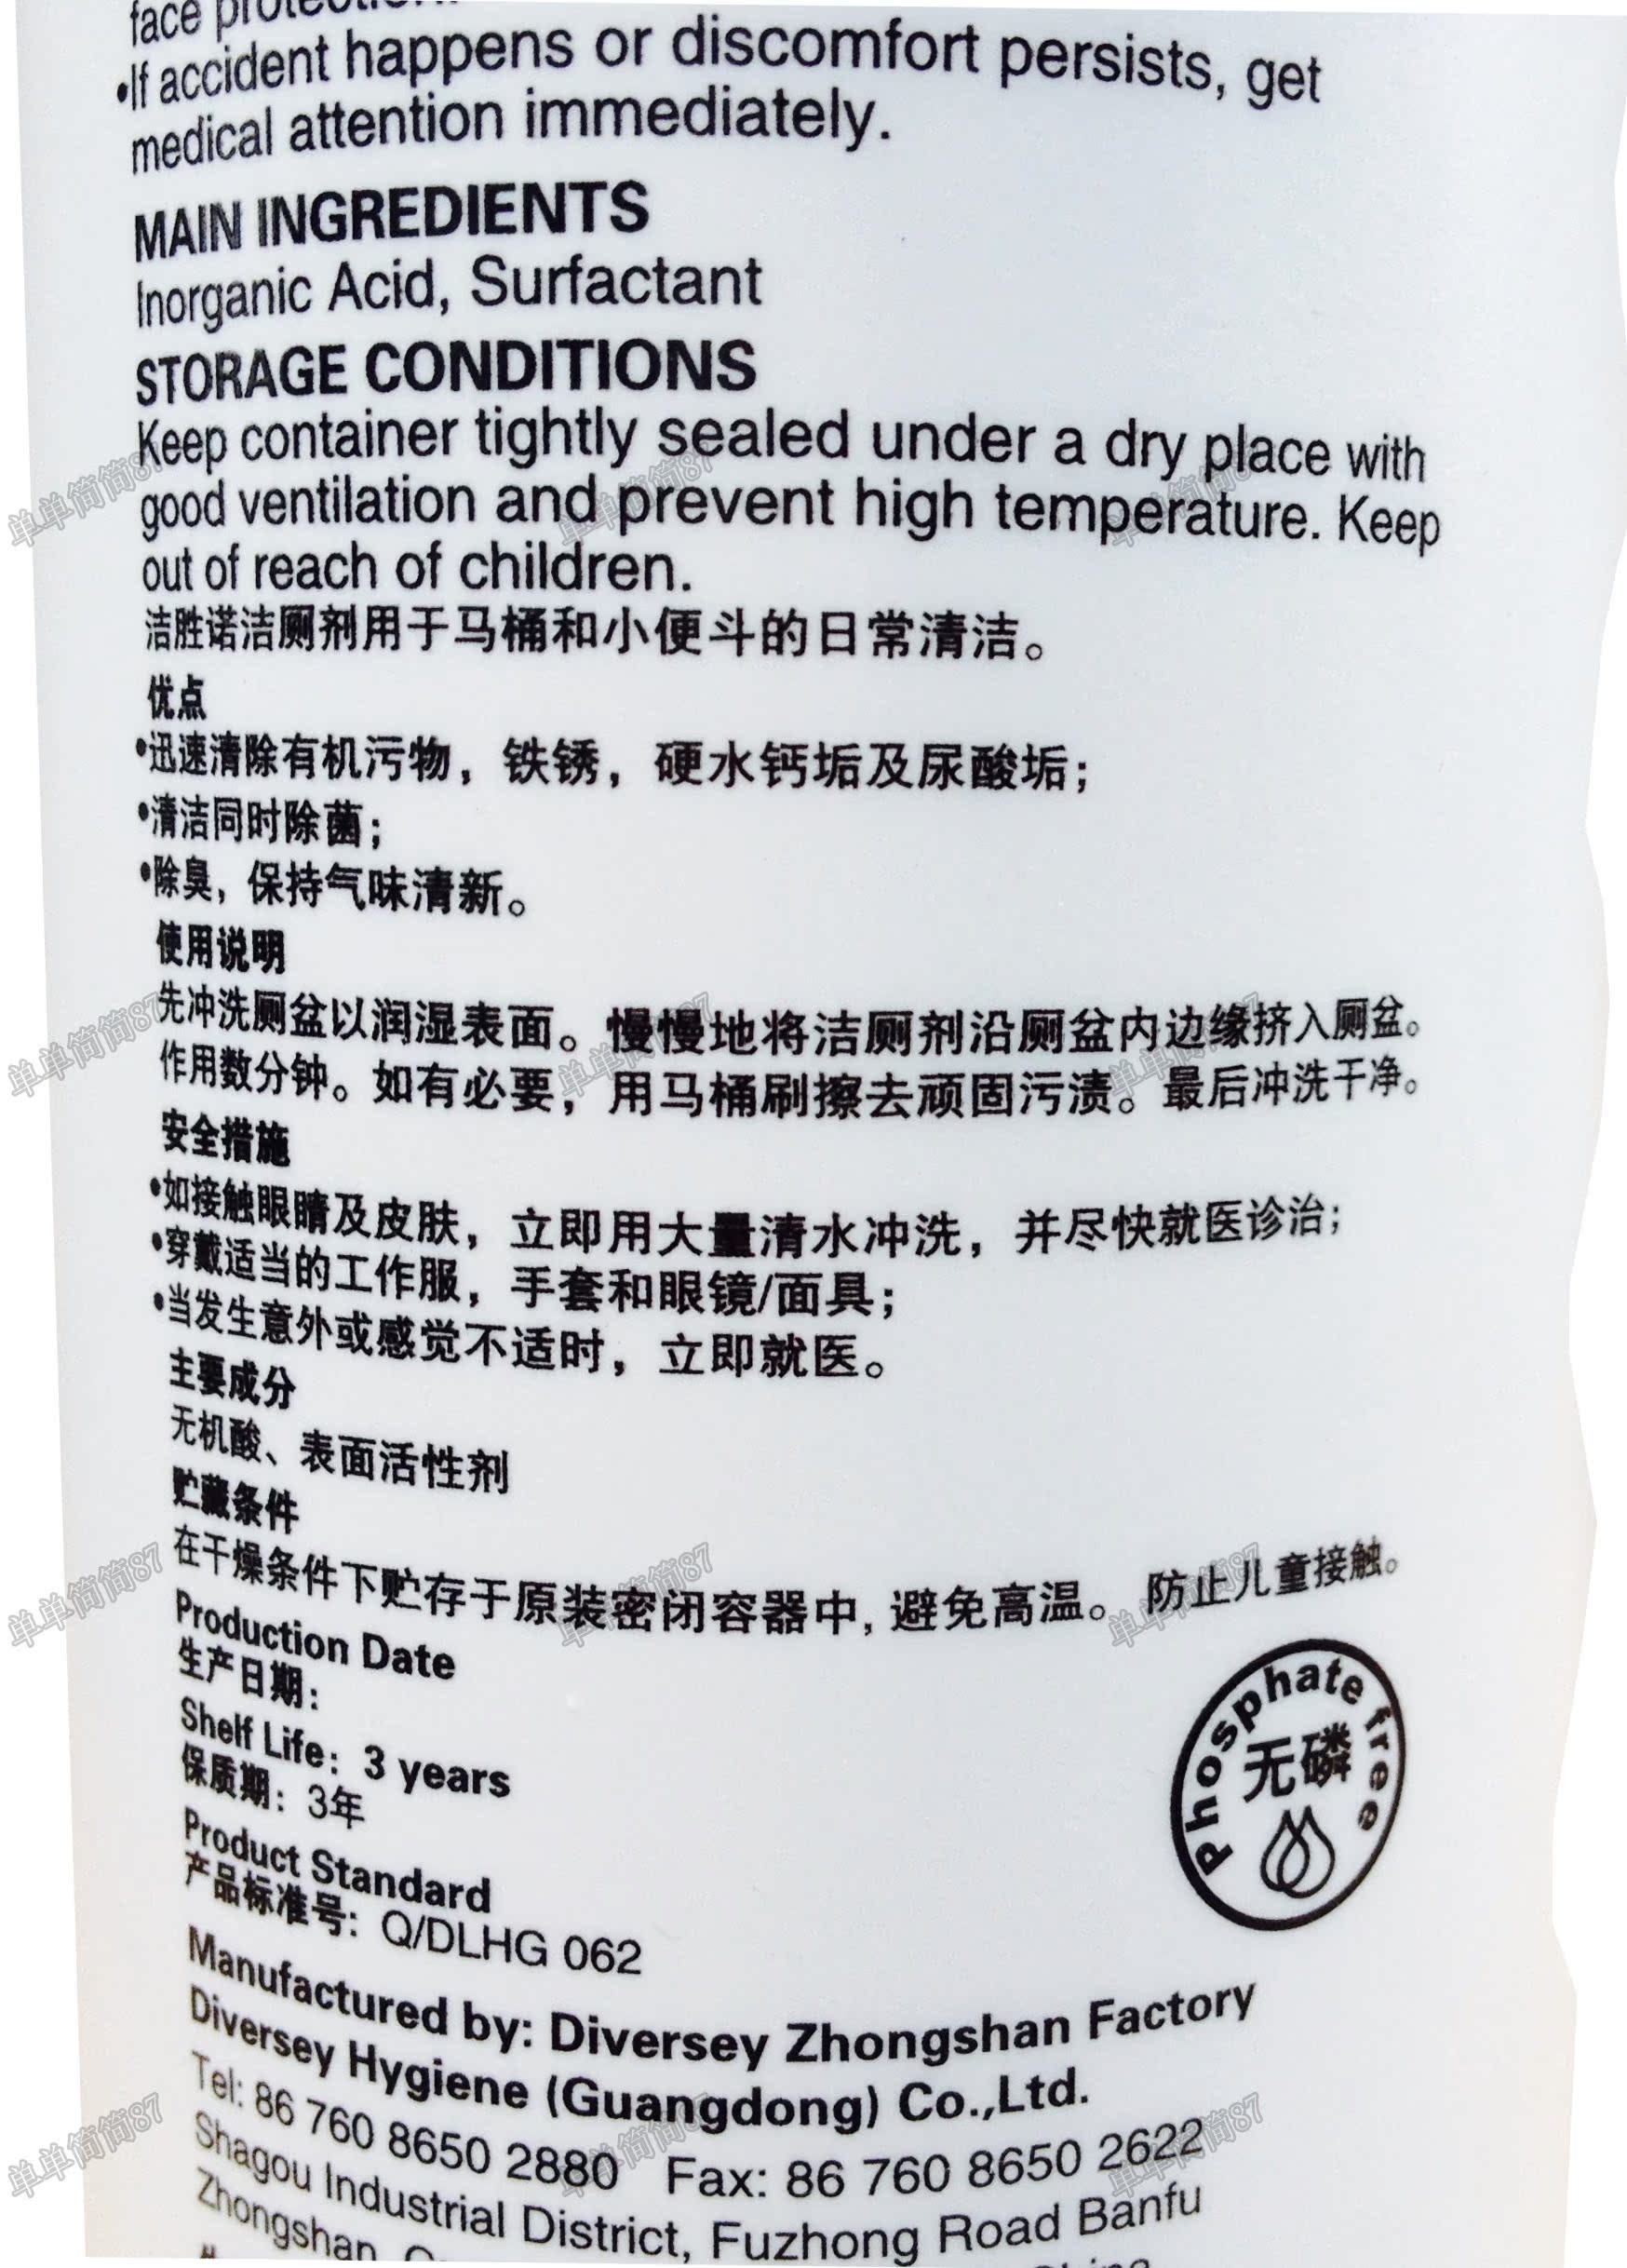 face
•If accident happens or discomfort persists, get
medical attention immediately.
MAIN INGREDIENTS
Inorganic Acid, Surfactant
STORAGE CONDITIONS
Keep container tightly sealed under a dry place with
good ventilation and prevent high temperature. Keep
out of reach of children.
洁胜诺洁厕剂用于马桶和小便斗的日常清洁。
优点
•迅速清除有机污物，铁锈，硬水钙垢及尿酸垢；
•清洁同时除菌；
•除臭，保持气味清新。
使用说明
先冲洗厕盆以润湿表面。慢慢地将洁厕剂沿厕盆内边缘挤入厕盆。
作用数分钟。如有必要，用马桶刷擦去顽固污渍。最后冲洗干净。
安全措施
•如接触眼睛及皮肤，立即用大量清水冲洗，并尽快就医诊治；
•穿戴适当的工作服，手套和眼镜/面具；
•当发生意外或感觉不适时，立即就医。
主要成分
无机酸、表面活性剂
贮藏条件
在干燥条件下贮存于原装密闭容器中, 避免高温。防止儿童接触。
Production Date
生产日期：
Shelf Life：3 years
保质期：3年
Product Standard
产品标准号：Q/DLHG 062
Phosphate free
无磷
Manufactured by: Diversey Zhongshan Factory
Diversey Hygiene (Guangdong) Co.,Ltd.
Tel: 86 760 8650 2880 Fax: 86 760 8650 2622
Shagou Industrial District, Fuzhong Road Banfu
Zhongshan
单单简简87